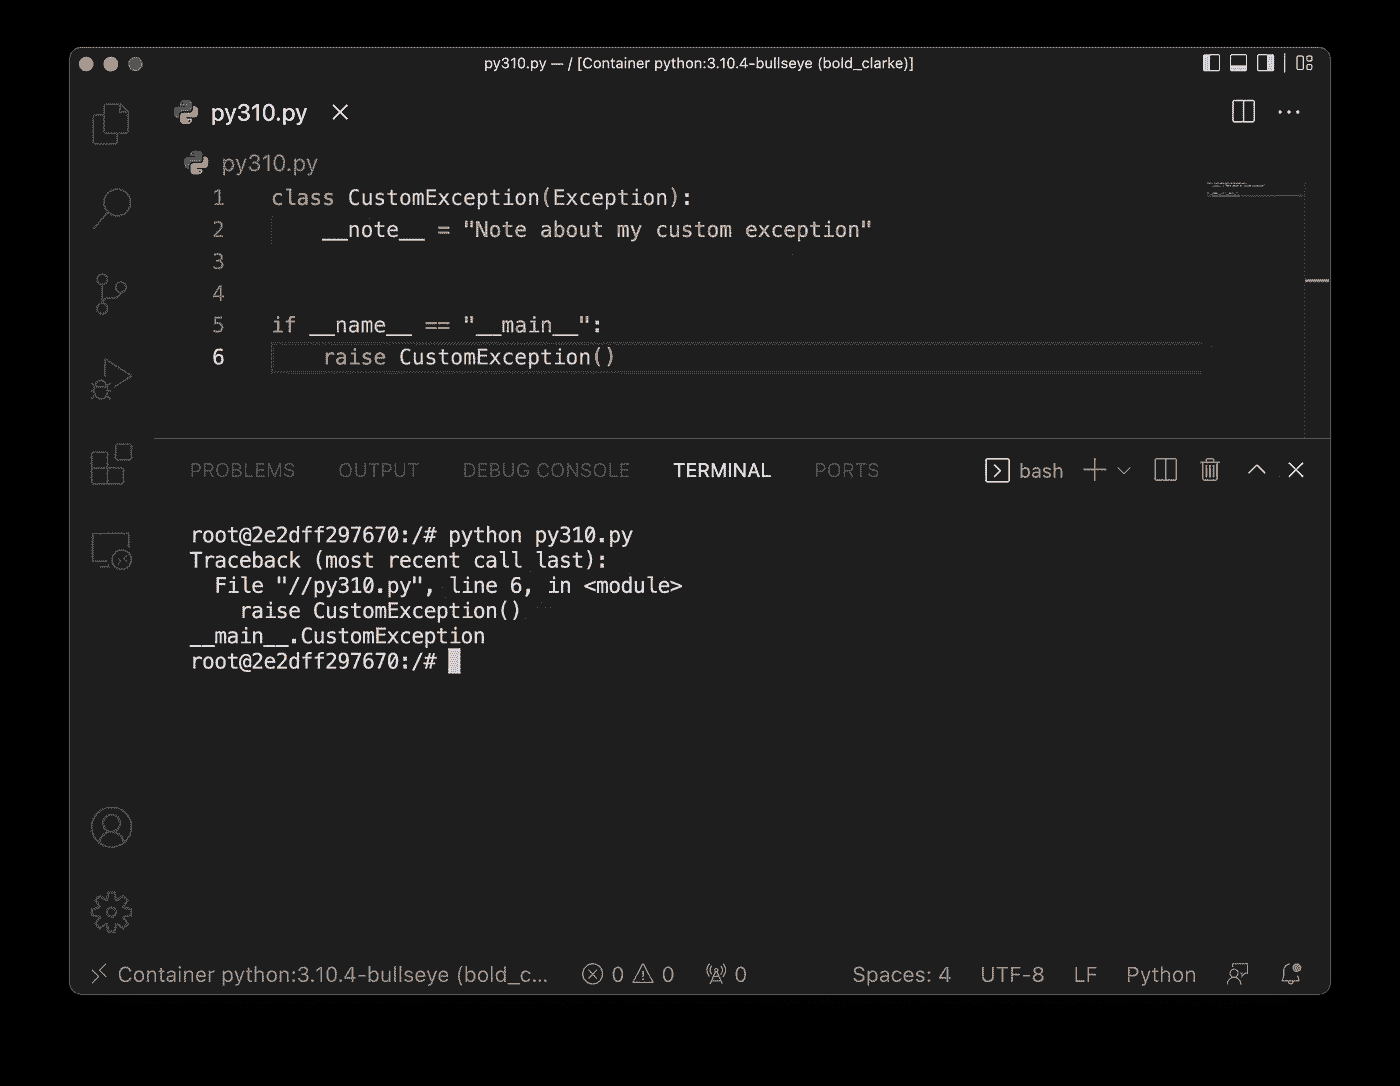 py310.py — / [Container python:3.10.4-bullseye (bold_clarke)]
py310.py
py310.py
1 class CustomException(Exception):
2     __note__ = "Note about my custom exception"
3
4
5 if __name__ == "__main__":
6     raise CustomException()
PROBLEMS OUTPUT DEBUG CONSOLE TERMINAL PORTS bash
root@2e2dff297670:/# python py310.py
Traceback (most recent call last):
  File "//py310.py", line 6, in <module>
    raise CustomException()
__main__.CustomException
root@2e2dff297670:/#
Container python:3.10.4-bullseye (bold_c... 0 0 0 Spaces: 4 UTF-8 LF Python